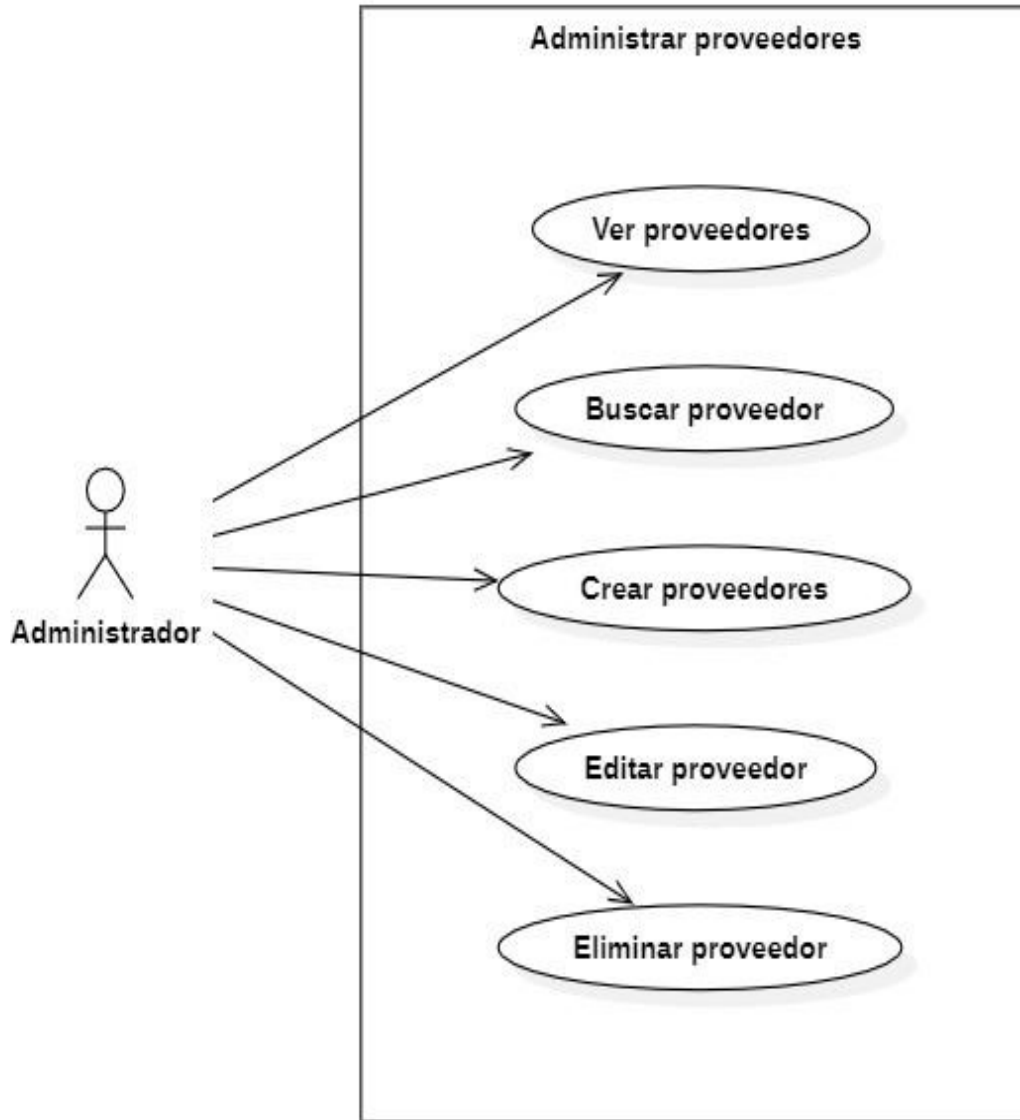 Administrar proveedores
Ver proveedores
Buscar proveedor
Crear proveedores
Administrador
Editar proveedor
Eliminar proveedor